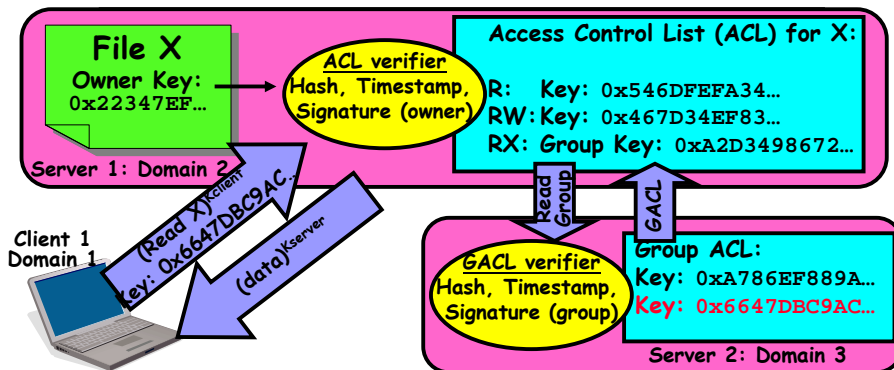 File X
Owner Key:
0x22347EF...
Server 1: Domain 2
ACL verifier
Hash, Timestamp,
Signature (owner)
Access Control List (ACL) for X:
R: Key: 0x546DFEFA34...
RW: Key: 0x467D34EF83...
RX: Group Key: 0xA2D3498672...
Client 1
Domain 1
(Read X)Kclient
Key: 0x6647DBC9AC...
(data)Kserver
Read
Group
GACL
GACL verifier
Hash, Timestamp,
Signature (group)
Group ACL:
Key: 0xA786EF889A...
Key: 0x6647DBC9AC...
Server 2: Domain 3